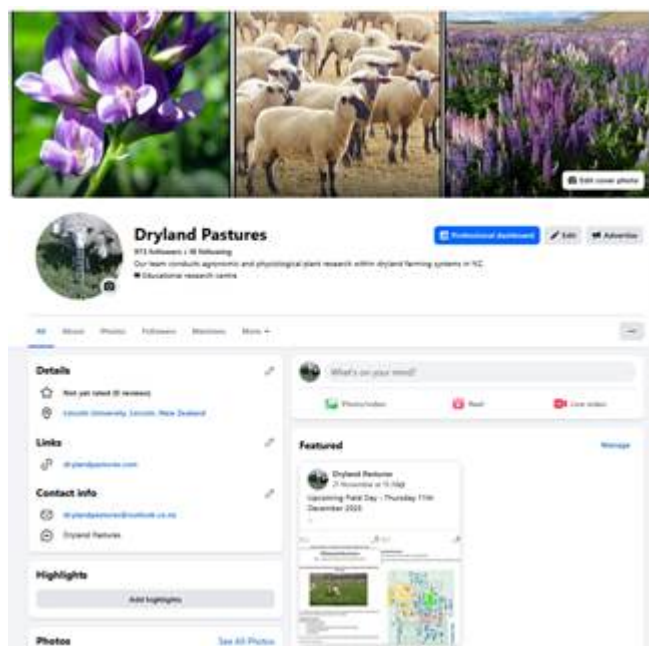 Edit cover photo
Dryland Pastures
973 followers • 18 following
Our team conducts agronomic and physiological plant research within dryland farming systems in NZ.
Educational research centre
Professional dashboard
Edit
Advertise
All About Photos Followers Mentions More
Details
Not yet rated (0 reviews)
Lincoln University, Lincoln, New Zealand
Links
drylandpastures.com
Contact info
drylandpastures@outlook.co.nz
Dryland Pastures
Highlights
Add highlights
Photos
See All Photos
What's on your mind?
Photo/video
Reel
Live video
Featured
Manage
Dryland Pastures
Upcoming Field Day - Thursday 11th
December 2025